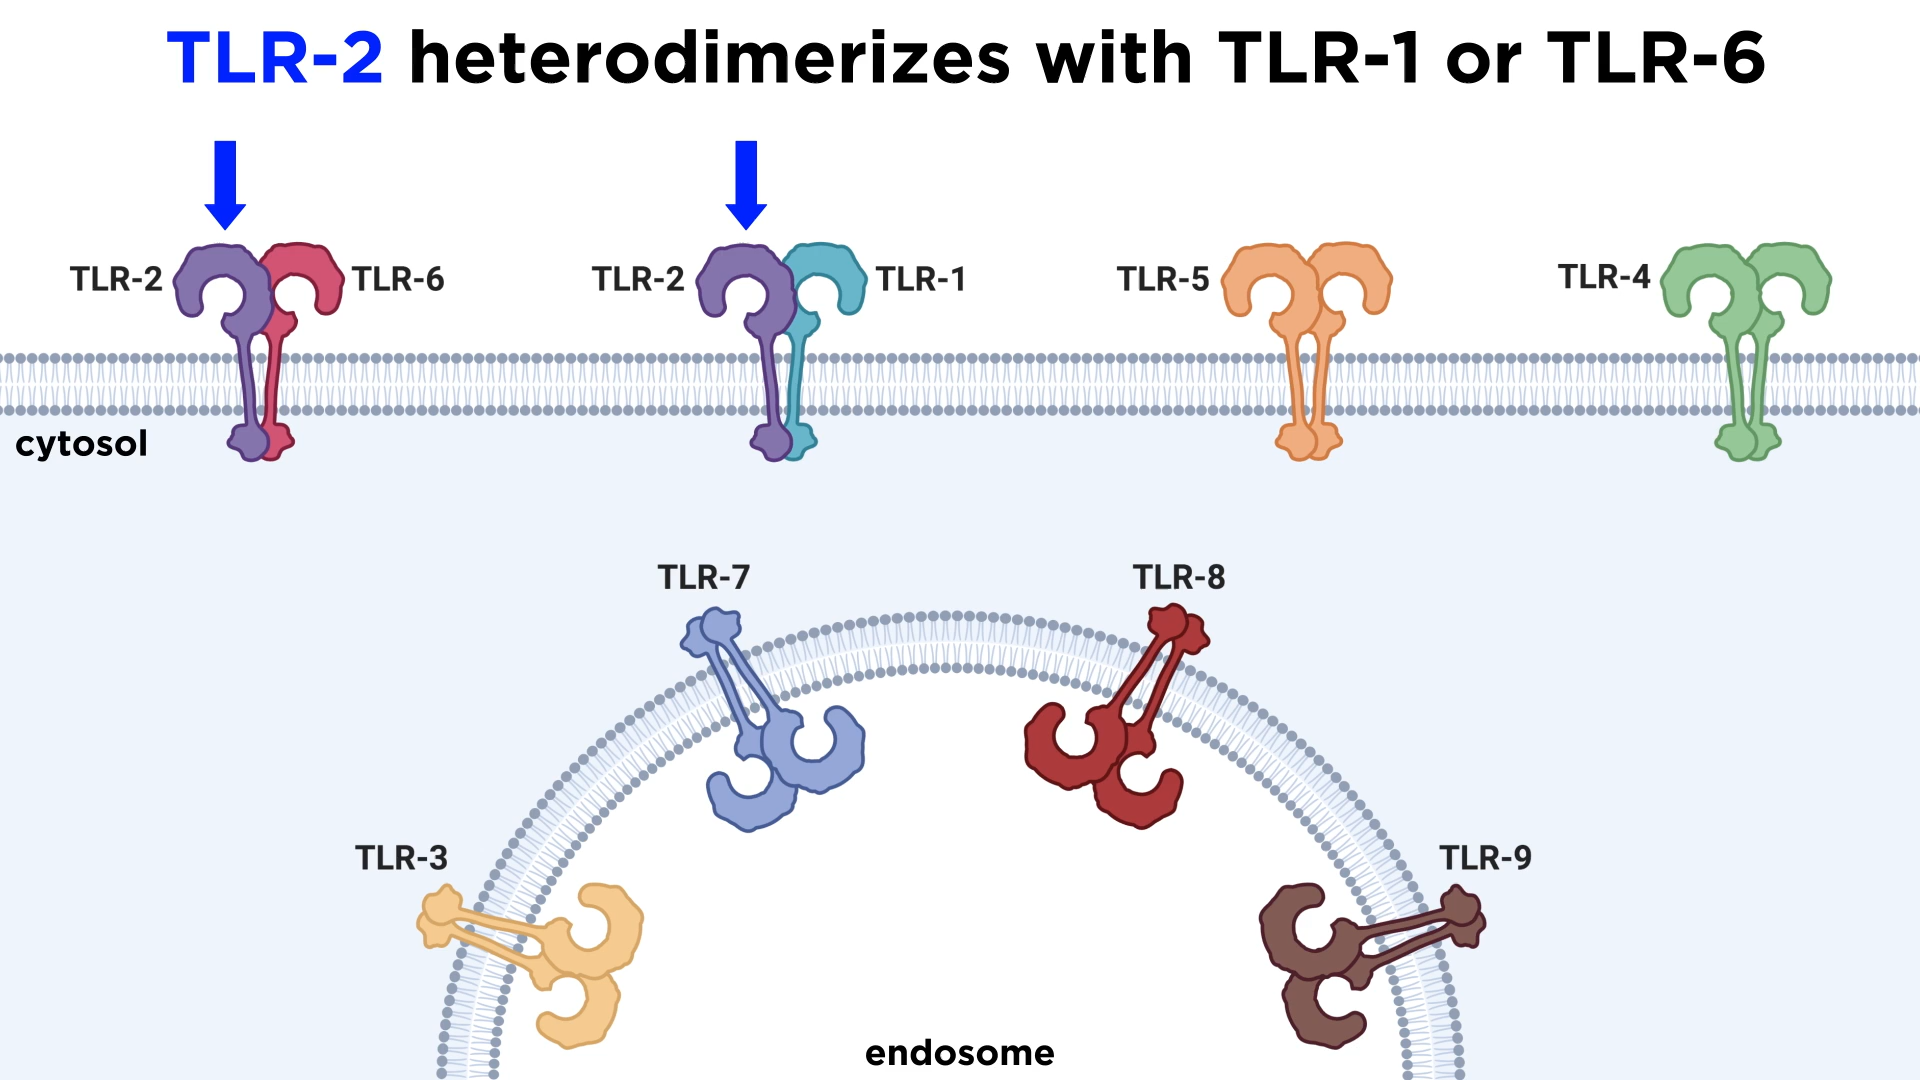 TLR-2 heterodimerizes with TLR-1 or TLR-6
TLR-2
TLR-6
TLR-2
TLR-1
TLR-5
TLR-4
cytosol
TLR-7
TLR-8
TLR-3
TLR-9
endosome